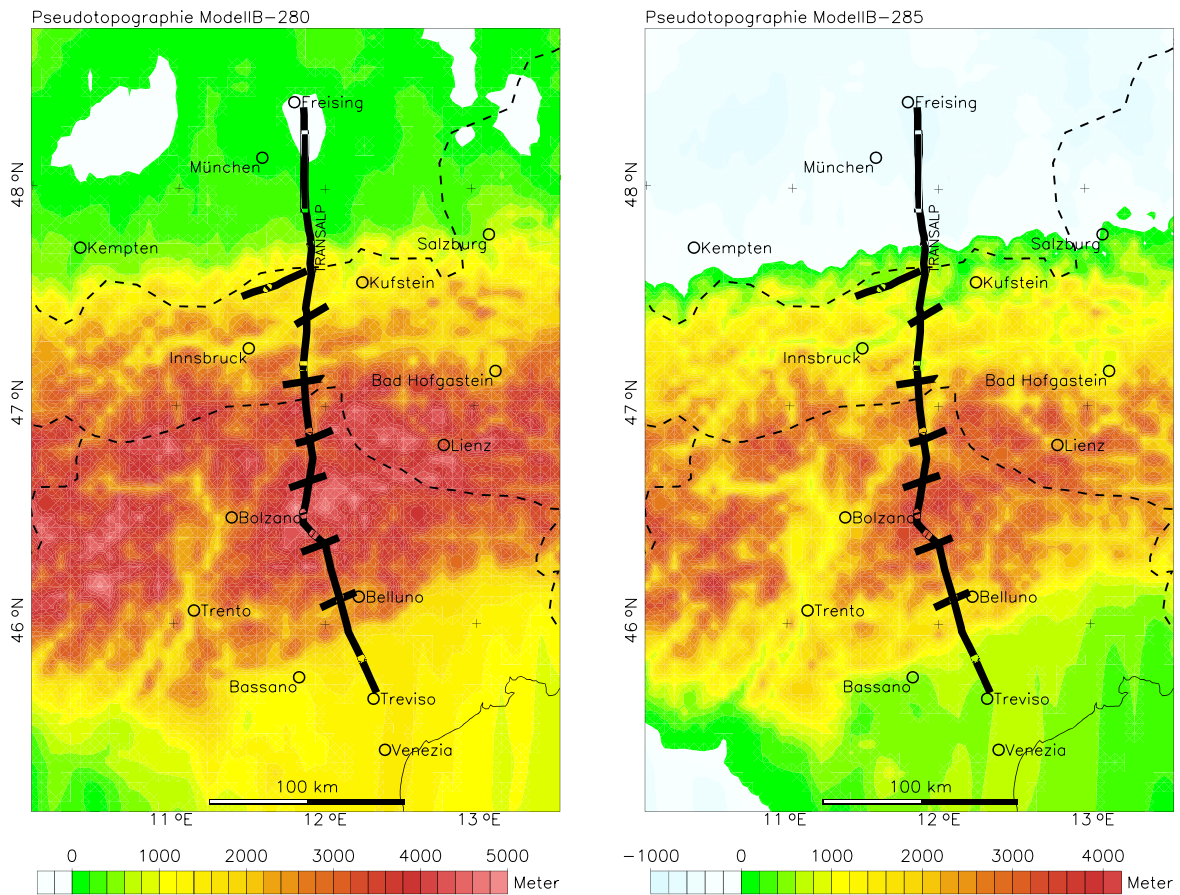 Pseudotopographie ModellB-280
Freising
München
48 °N
TRANSALP
Kempten
Salzburg
Kufstein
Innsbruck
Bad Hofgastein
47 °N
Lienz
Bolzano
Trento
Belluno
46 °N
Bassano
Treviso
Venezia
100 km
11 °E 12 °E 13 °E
0 1000 2000 3000 4000 5000
Meter
Pseudotopographie ModellB-285
Freising
München
48 °N
TRANSALP
Kempten
Salzburg
Kufstein
Innsbruck
Bad Hofgastein
47 °N
Lienz
Bolzano
Trento
Belluno
46 °N
Bassano
Treviso
Venezia
100 km
11 °E 12 °E 13 °E
-1000 0 1000 2000 3000 4000
Meter